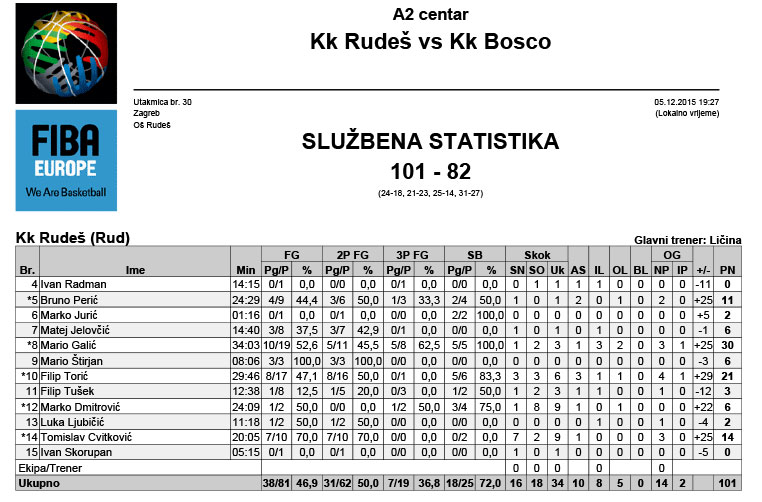 A2 centar
Kk Rudeš vs Kk Bosco
Utakmica br. 30
Zagreb
Oš Rudeš
05.12.2015 19:27
(Lokalno vrijeme)
FIBA
EUROPE
We Are Basketball
SLUŽBENA STATISTIKA
101 - 82
(24-18, 21-23, 25-14, 31-27)
Kk Rudeš (Rud) Glavni trener: Ličina
FG 2P FG 3P FG SB Skok OG
Br. Ime Min Pg/P % Pg/P % Pg/P % Pg/P % SN SO Uk AS IL OL BL NP IP +/- PN
4 Ivan Radman 14:15 0/1 0,0 0/0 0,0 0/1 0,0 0/0 0,0 0 1 1 1 1 0 0 0 0 -11 0
*5 Bruno Perić 24:29 4/9 44,4 3/6 50,0 1/3 33,3 2/4 50,0 1 0 1 2 0 1 0 2 0 +25 11
6 Marko Jurić 01:16 0/1 0,0 0/1 0,0 0/0 0,0 2/2 100,0 0 0 0 0 0 0 0 0 0 +5 2
7 Matej Jelovčić 14:40 3/8 37,5 3/7 42,9 0/1 0,0 0/0 0,0 1 0 1 0 1 0 0 1 0 -1 6
*8 Mario Galić 34:03 10/19 52,6 5/11 45,5 5/8 62,5 5/5 100,0 1 2 3 1 3 2 0 3 1 +25 30
9 Mario Štirjan 08:06 3/3 100,0 3/3 100,0 0/0 0,0 0/0 0,0 0 0 0 0 0 0 0 0 0 -3 6
*10 Filip Torić 29:46 8/17 47,1 8/16 50,0 0/1 0,0 5/6 83,3 3 3 6 3 1 1 0 4 1 +29 21
11 Filip Tušek 12:38 1/8 12,5 1/5 20,0 0/3 0,0 1/2 50,0 1 2 3 1 1 0 0 1 0 -12 3
*12 Marko Dmitrović 24:09 1/2 50,0 0/0 0,0 1/2 50,0 3/4 75,0 1 8 9 1 0 1 0 0 0 +22 6
13 Luka Ljubičić 11:18 1/2 50,0 1/2 50,0 0/0 0,0 0/0 0,0 1 0 1 0 0 0 0 0 0 -4 2
*14 Tomislav Cvitković 20:05 7/10 70,0 7/10 70,0 0/0 0,0 0/2 0,0 7 2 9 1 0 0 0 3 0 +25 14
15 Ivan Skorupan 05:15 0/1 0,0 0/1 0,0 0/0 0,0 0/0 0,0 1 0 0 0 1 0 0 0 0 -5 0
Ekipa/Trener 0 0 0 0
Ukupno 38/81 46,9 31/62 50,0 7/19 36,8 18/25 72,0 16 18 34 10 8 5 0 14 2 101